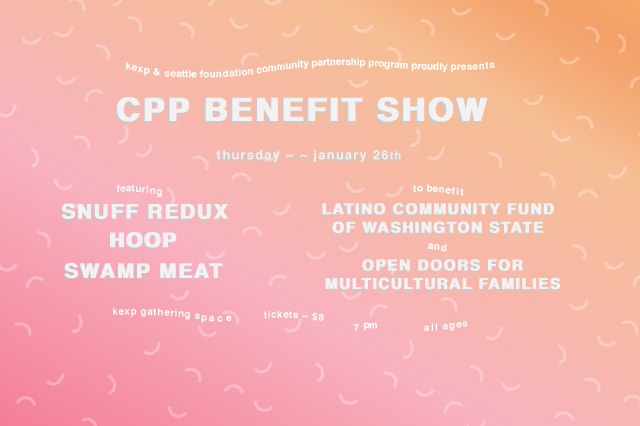 kexp & seattle foundation community partnership program proudly presents
CPP BENEFIT SHOW
thursday ~ ~ january 26th
featuring
SNUFF REDUX
HOOP
SWAMP MEAT
to benefit
LATINO COMMUNITY FUND
OF WASHINGTON STATE
and
OPEN DOORS FOR
MULTICULTURAL FAMILIES
kexp gathering space tickets ~ $8 7 pm all ages